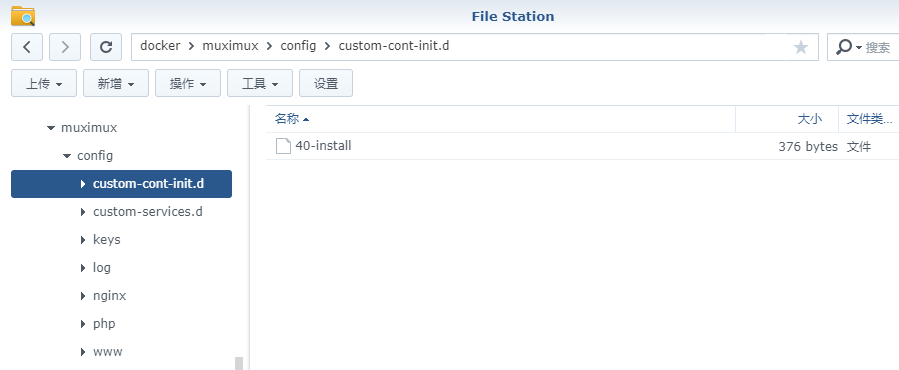 File Station
docker muximux config custom-cont-init.d 搜索
上传 新增 操作 工具 设置
名称 大小 文件类...
muximux
config
custom-cont-init.d
custom-services.d
keys
log
nginx
php
www
40-install 376 bytes 文件